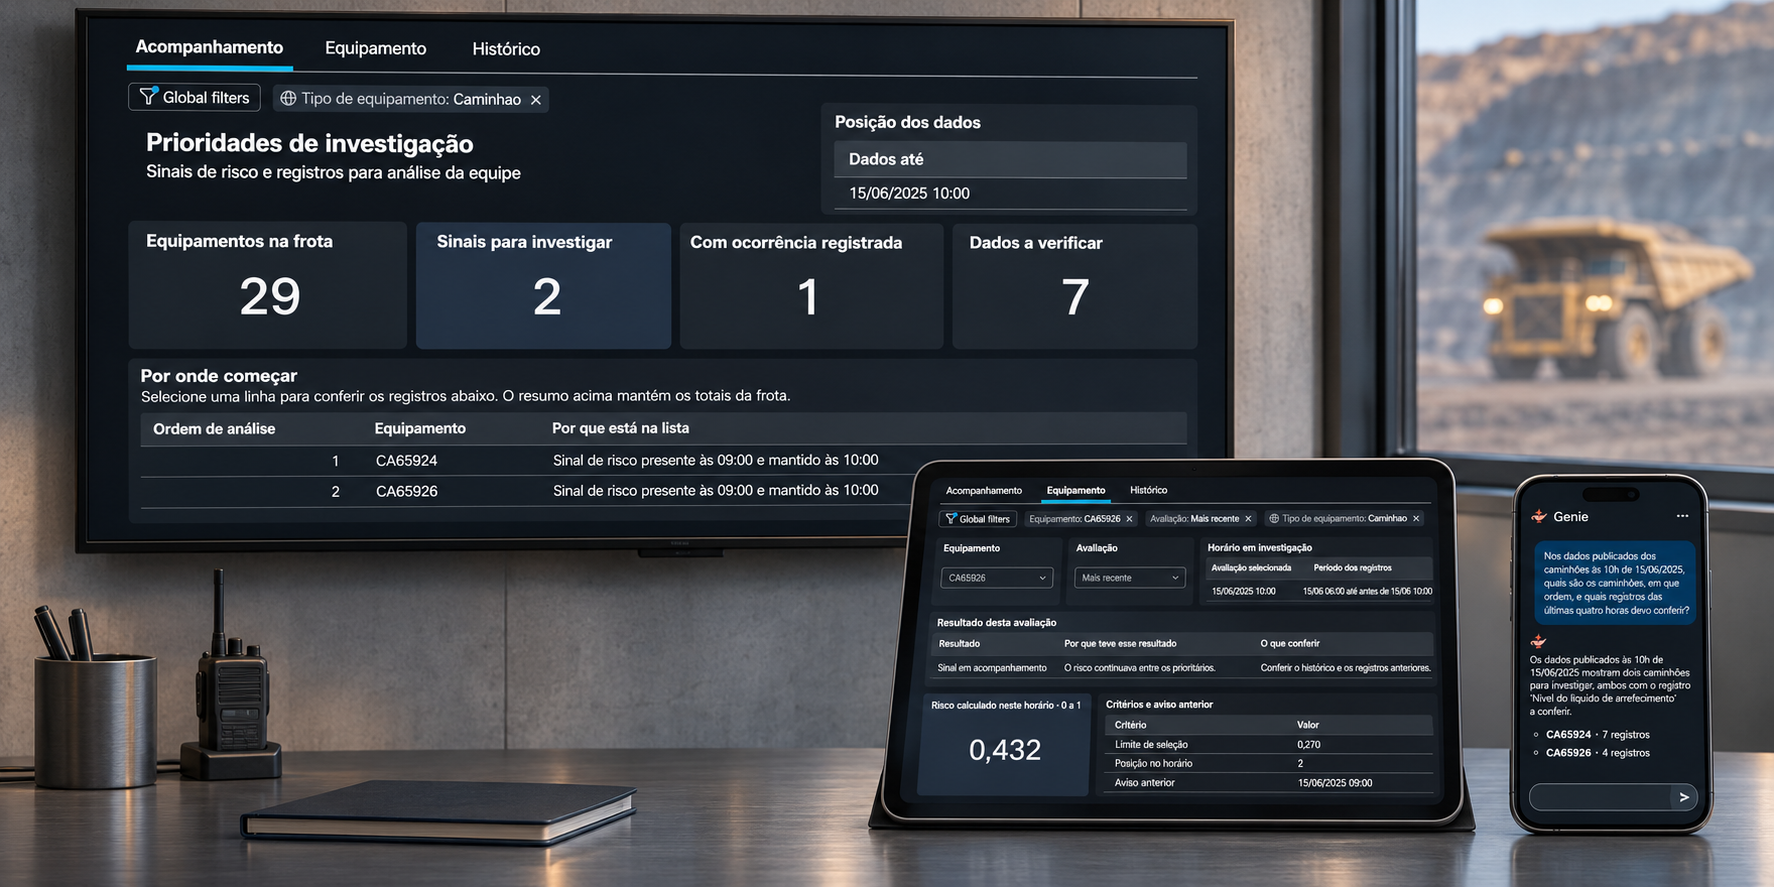 Acompanhamento Equipamento Histórico
Global filters Tipo de equipamento: Caminhao ×
Prioridades de investigação
Sinais de risco e registros para análise da equipe
Posição dos dados
Dados até
15/06/2025 10:00
Equipamentos na frota
29
Sinais para investigar
2
Com ocorrência registrada
1
Dados a verificar
7
Por onde começar
Selecione uma linha para conferir os registros abaixo. O resumo acima mantém os totais da frota.
Ordem de análise Equipamento Por que está na lista
1 CA65924 Sinal de risco presente às 09:00 e mantido às 10:00
2 CA65926 Sinal de risco presente às 09:00 e mantido às 10:00
Acompanhamento Equipamento Histórico
Global filters Equipamento: CA65926 × Avaliação: Mais recente × Tipo de equipamento: Caminhao ×
Equipamento
CA65926
Avaliação
Mais recente
Horário em investigação
Avaliação selecionada Período dos registros
15/06/2025 10:00 15/06 06:00 até antes de 15/06 10:00
Resultado desta avaliação
Resultado Por que teve esse resultado O que conferir
Sinal em acompanhamento O risco continuava entre os prioritários. Conferir o histórico e os registros anteriores.
Risco calculado neste horário · 0 a 1
0,432
Critérios e aviso anterior
Critério Valor
Limite de seleção 0,270
Posição no horário 2
Aviso anterior 15/06/2025 09:00
Genie
Nos dados publicados dos
caminhões às 10h de 15/06/2025,
quais são os caminhões, em que
ordem, e quais registros das
últimas quatro horas devo conferir?
Os dados publicados às 10h de
15/06/2025 mostram dois caminhões
para investigar, ambos com o registro
'Nível do líquido de arrefecimento'
a conferir.
CA65924 · 7 registros
CA65926 · 4 registros